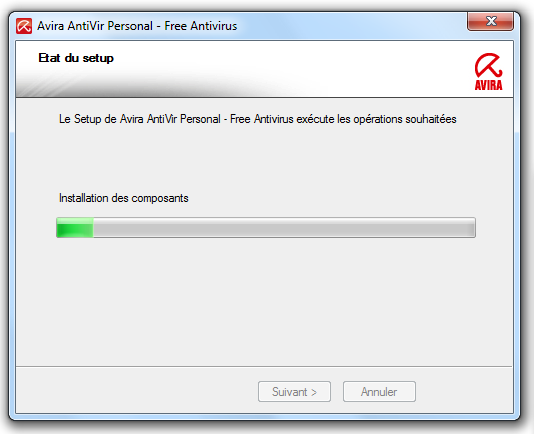 Avira AntiVir Personal - Free Antivirus
Etat du setup
AVIRA
Le Setup de Avira AntiVir Personal - Free Antivirus exécute les opérations souhaitées
Installation des composants
Suivant >
Annuler